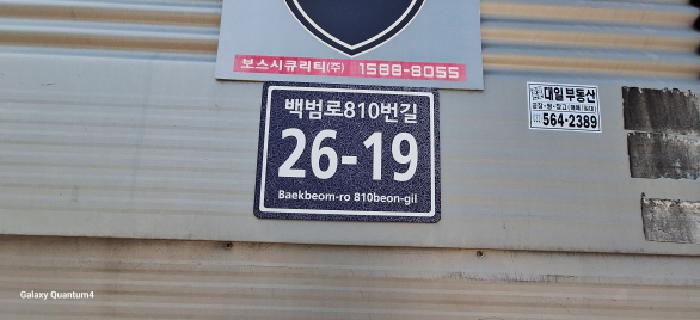 보스시큐리틱(주) 1588-8055
백범로810번길
26-19
Baekbeom-ro 810beon-gil
대일부동산
564-2389
Galaxy Quantum4